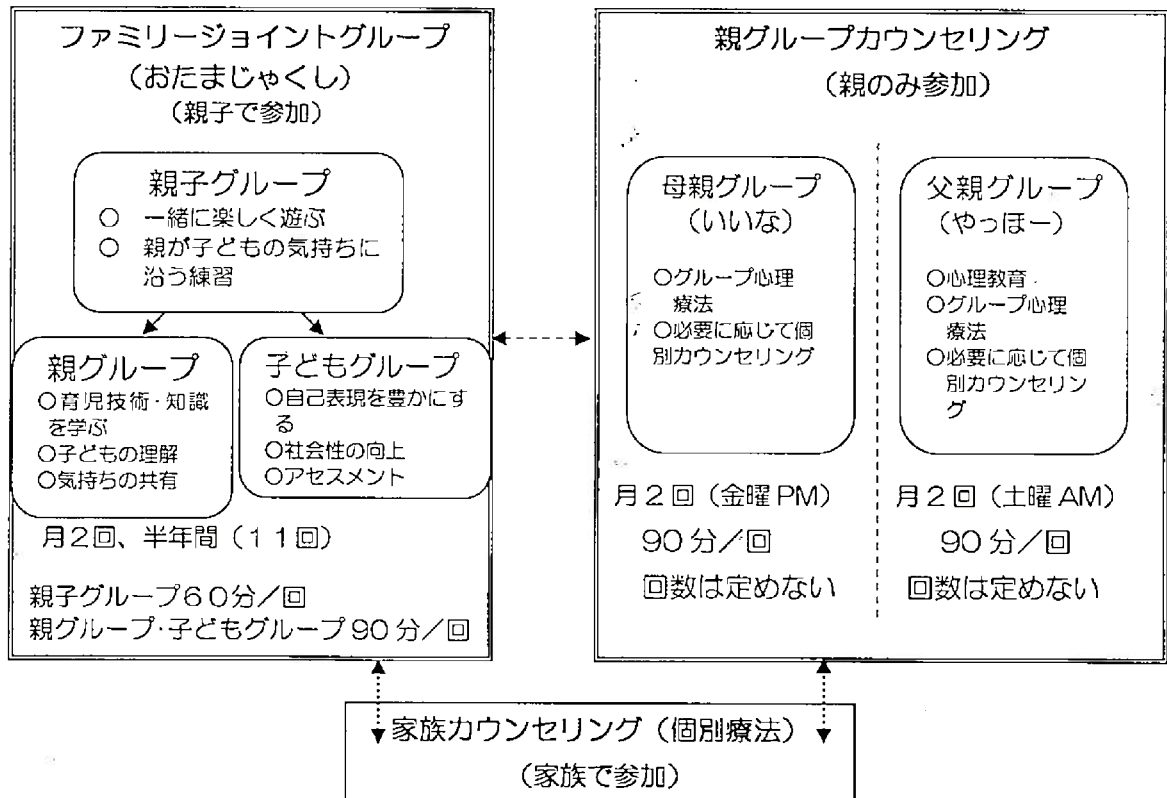 ファミリージョイントグループ
(おたまじゃくし)
(親子で参加)
親子グループ
○ 一緒に楽しく遊ぶ
○ 親が子どもの気持ちに
沿う練習
親グループ
○育児技術・知識
を学ぶ
○子どもの理解
○気持ちの共有
子どもグループ
○自己表現を豊かにす
る
○社会性の向上
○アセスメント
月2回、半年間(11回)
親子グループ60分/回
親グループ・子どもグループ90分/回
親グループカウンセリング
(親のみ参加)
母親グループ
(いいな)
○グループ心理
療法
○必要に応じて個
別カウンセリング
月2回(金曜PM)
90分/回
回数は定めない
父親グループ
(やっほー)
○心理教育
○グループ心理
療法
○必要に応じて個
別カウンセリン
グ
月2回(土曜AM)
90分/回
回数は定めない
家族カウンセリング(個別療法)
(家族で参加)